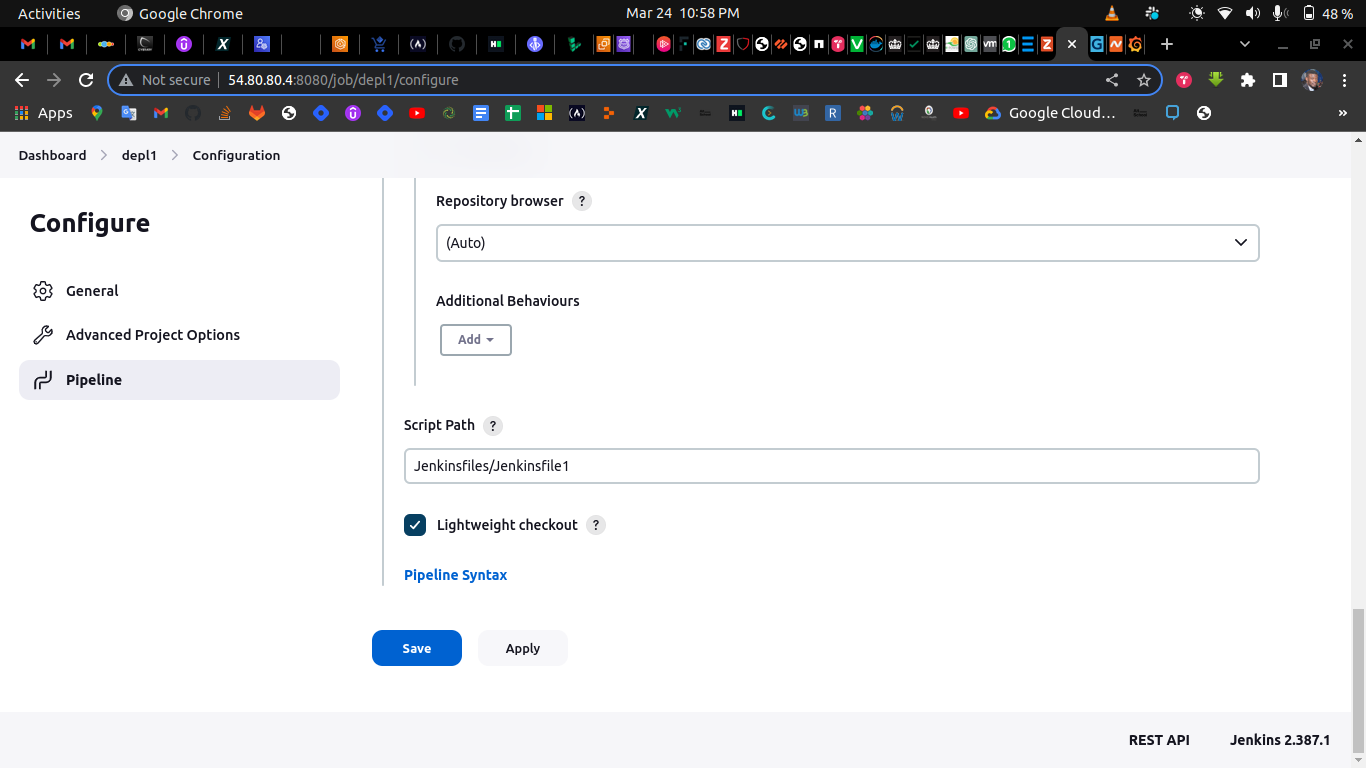 Activities Google Chrome Mar 24 10:58 PM 48 %
Not secure 54.80.80.4:8080/job/depl1/configure
Apps Google Cloud… »
Dashboard depl1 Configuration
Configure
General
Advanced Project Options
Pipeline
Repository browser ?
(Auto)
Additional Behaviours
Add
Script Path ?
Jenkinsfiles/Jenkinsfile1
Lightweight checkout ?
Pipeline Syntax
Save Apply
REST API Jenkins 2.387.1